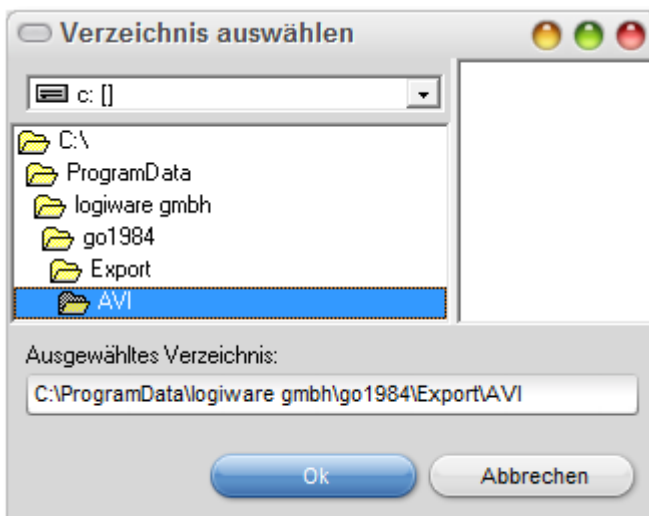 Verzeichnis auswählen
c: []
C:\
ProgramData
logiware gmbh
go1984
Export
AVI
Ausgewähltes Verzeichnis:
C:\ProgramData\logiware gmbh\go1984\Export\AVI
Ok
Abbrechen